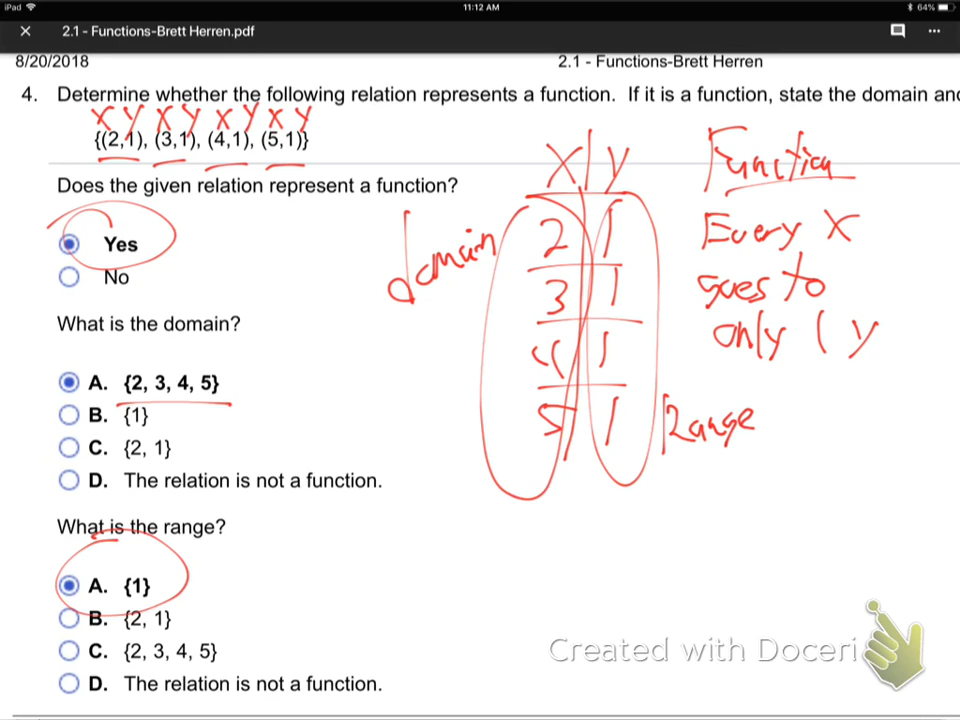 iPad 11:12 AM 64%
× 2.1 - Functions-Brett Herren.pdf ...
8/20/2018 2.1 - Functions-Brett Herren
4. Determine whether the following relation represents a function. If it is a function, state the domain and
X Y X Y X Y X Y
{(2,1), (3,1), (4,1), (5,1)}
Does the given relation represent a function?
Yes
No
What is the domain?
A. {2, 3, 4, 5}
B. {1}
C. {2, 1}
D. The relation is not a function.
What is the range?
A. {1}
B. {2, 1}
C. {2, 3, 4, 5}
D. The relation is not a function.
domain
X Y
2 1
3 1
4 1
5 1
Range
Function
Every X
goes to
only 1 y
Created with Doceri